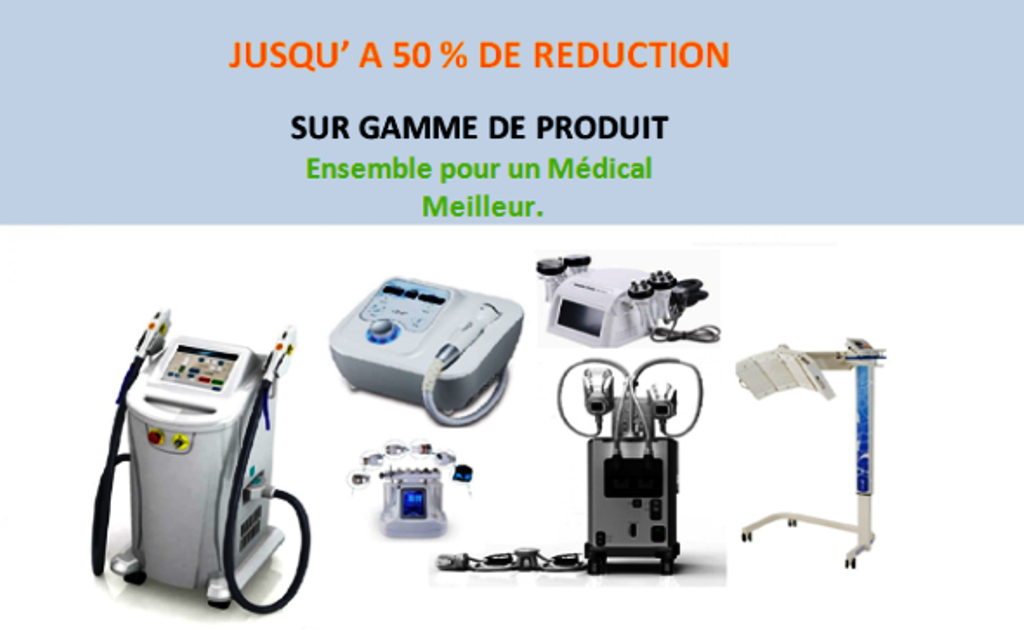 JUSQU’ A 50 % DE REDUCTION
SUR GAMME DE PRODUIT
Ensemble pour un Médical
Meilleur.